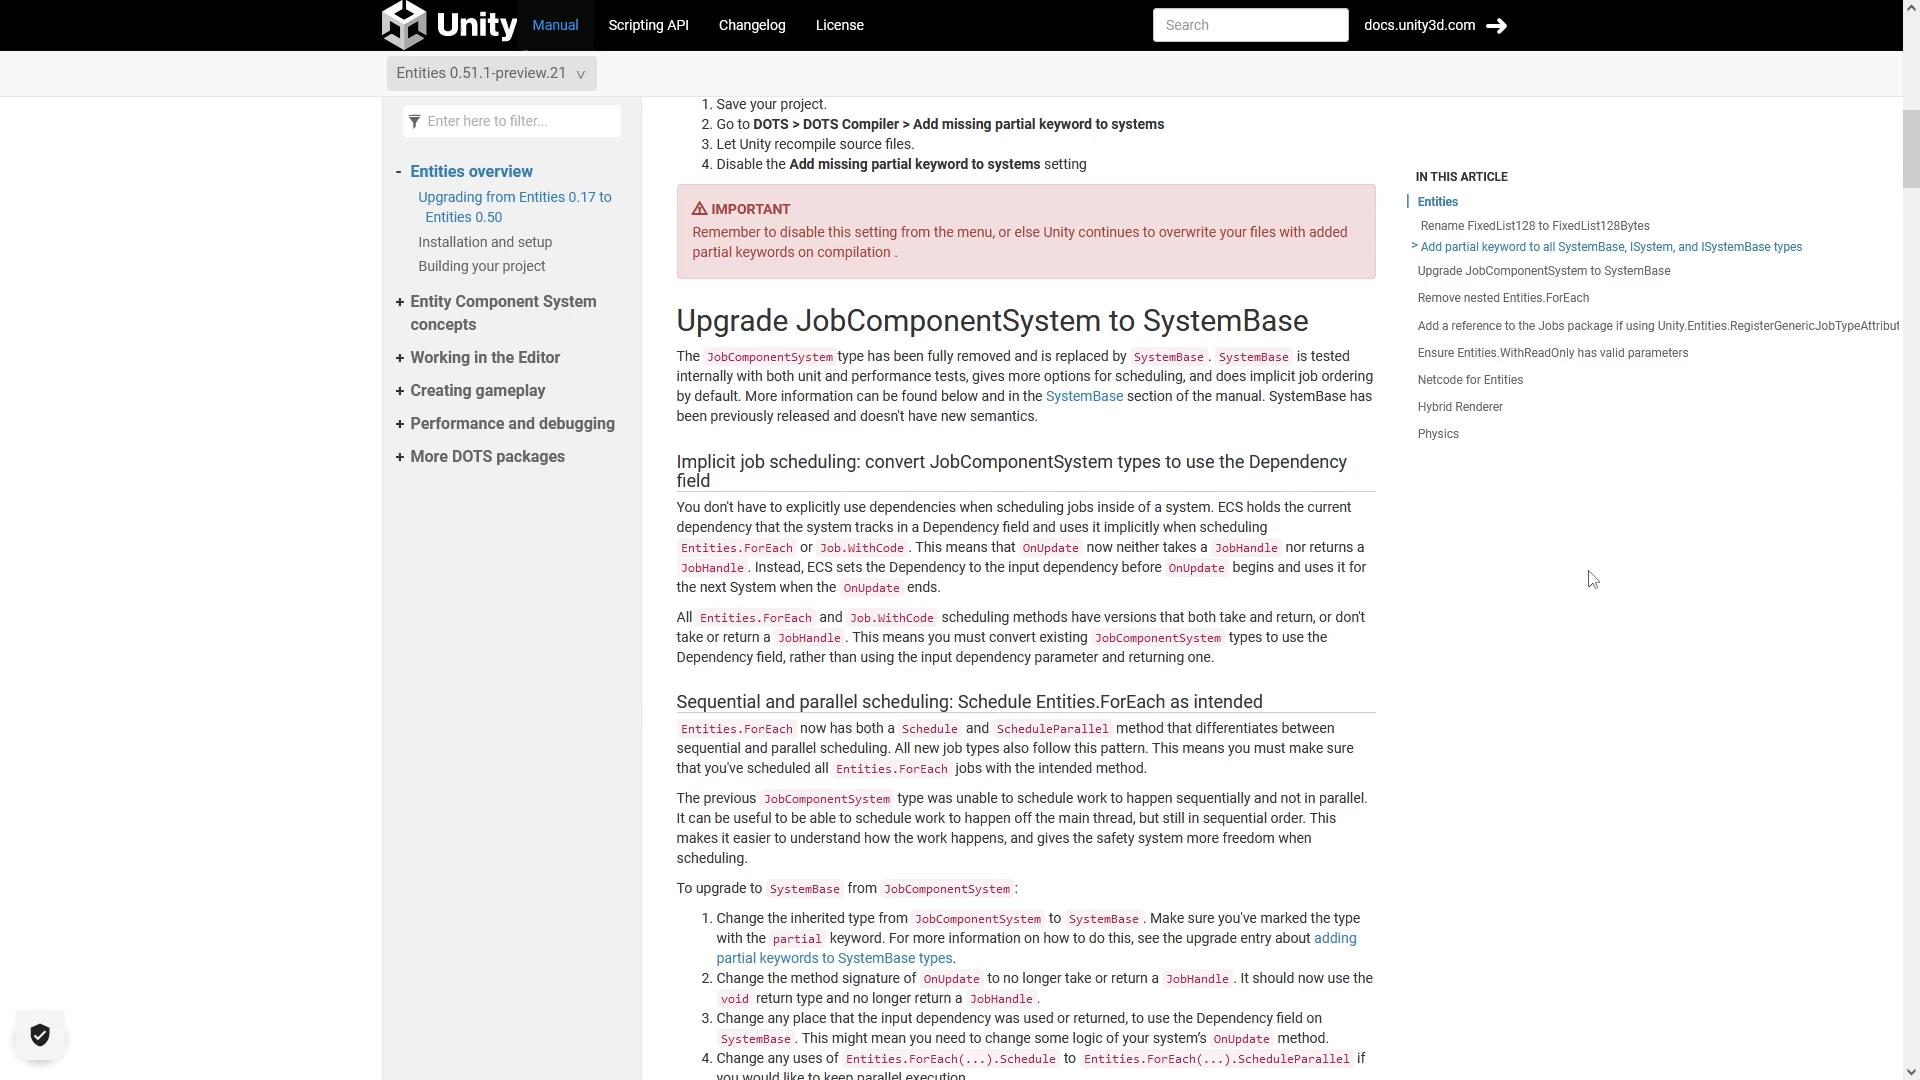 Unity
Manual
Scripting API
Changelog
License
Search
docs.unity3d.com
Entities 0.51.1-preview.21
Enter here to filter...
- Entities overview
Upgrading from Entities 0.17 to
Entities 0.50
Installation and setup
Building your project
+ Entity Component System
concepts
+ Working in the Editor
+ Creating gameplay
+ Performance and debugging
+ More DOTS packages
1. Save your project.
2. Go to DOTS > DOTS Compiler > Add missing partial keyword to systems
3. Let Unity recompile source files.
4. Disable the Add missing partial keyword to systems setting
IMPORTANT
Remember to disable this setting from the menu, or else Unity continues to overwrite your files with added
partial keywords on compilation .
Upgrade JobComponentSystem to SystemBase
The JobComponentSystem type has been fully removed and is replaced by SystemBase . SystemBase is tested
internally with both unit and performance tests, gives more options for scheduling, and does implicit job ordering
by default. More information can be found below and in the SystemBase section of the manual. SystemBase has
been previously released and doesn't have new semantics.
Implicit job scheduling: convert JobComponentSystem types to use the Dependency
field
You don't have to explicitly use dependencies when scheduling jobs inside of a system. ECS holds the current
dependency that the system tracks in a Dependency field and uses it implicitly when scheduling
Entities.ForEach or Job.WithCode . This means that OnUpdate now neither takes a JobHandle nor returns a
JobHandle . Instead, ECS sets the Dependency to the input dependency before OnUpdate begins and uses it for
the next System when the OnUpdate ends.
All Entities.ForEach and Job.WithCode scheduling methods have versions that both take and return, or don't
take or return a JobHandle . This means you must convert existing JobComponentSystem types to use the
Dependency field, rather than using the input dependency parameter and returning one.
Sequential and parallel scheduling: Schedule Entities.ForEach as intended
Entities.ForEach now has both a Schedule and ScheduleParallel method that differentiates between
sequential and parallel scheduling. All new job types also follow this pattern. This means you must make sure
that you've scheduled all Entities.ForEach jobs with the intended method.
The previous JobComponentSystem type was unable to schedule work to happen sequentially and not in parallel.
It can be useful to be able to schedule work to happen off the main thread, but still in sequential order. This
makes it easier to understand how the work happens, and gives the safety system more freedom when
scheduling.
To upgrade to SystemBase from JobComponentSystem :
1. Change the inherited type from JobComponentSystem to SystemBase . Make sure you've marked the type
with the partial keyword. For more information on how to do this, see the upgrade entry about adding
partial keywords to SystemBase types.
2. Change the method signature of OnUpdate to no longer take or return a JobHandle . It should now use the
void return type and no longer return a JobHandle .
3. Change any place that the input dependency was used or returned, to use the Dependency field on
SystemBase . This might mean you need to change some logic of your system’s OnUpdate method.
4. Change any uses of Entities.ForEach(...).Schedule to Entities.ForEach(...).ScheduleParallel if
you would like to keep parallel execution
IN THIS ARTICLE
Entities
Rename FixedList128 to FixedList128Bytes
> Add partial keyword to all SystemBase, ISystem, and ISystemBase types
Upgrade JobComponentSystem to SystemBase
Remove nested Entities.ForEach
Add a reference to the Jobs package if using Unity.Entities.RegisterGenericJobTypeAttribut
Ensure Entities.WithReadOnly has valid parameters
Netcode for Entities
Hybrid Renderer
Physics